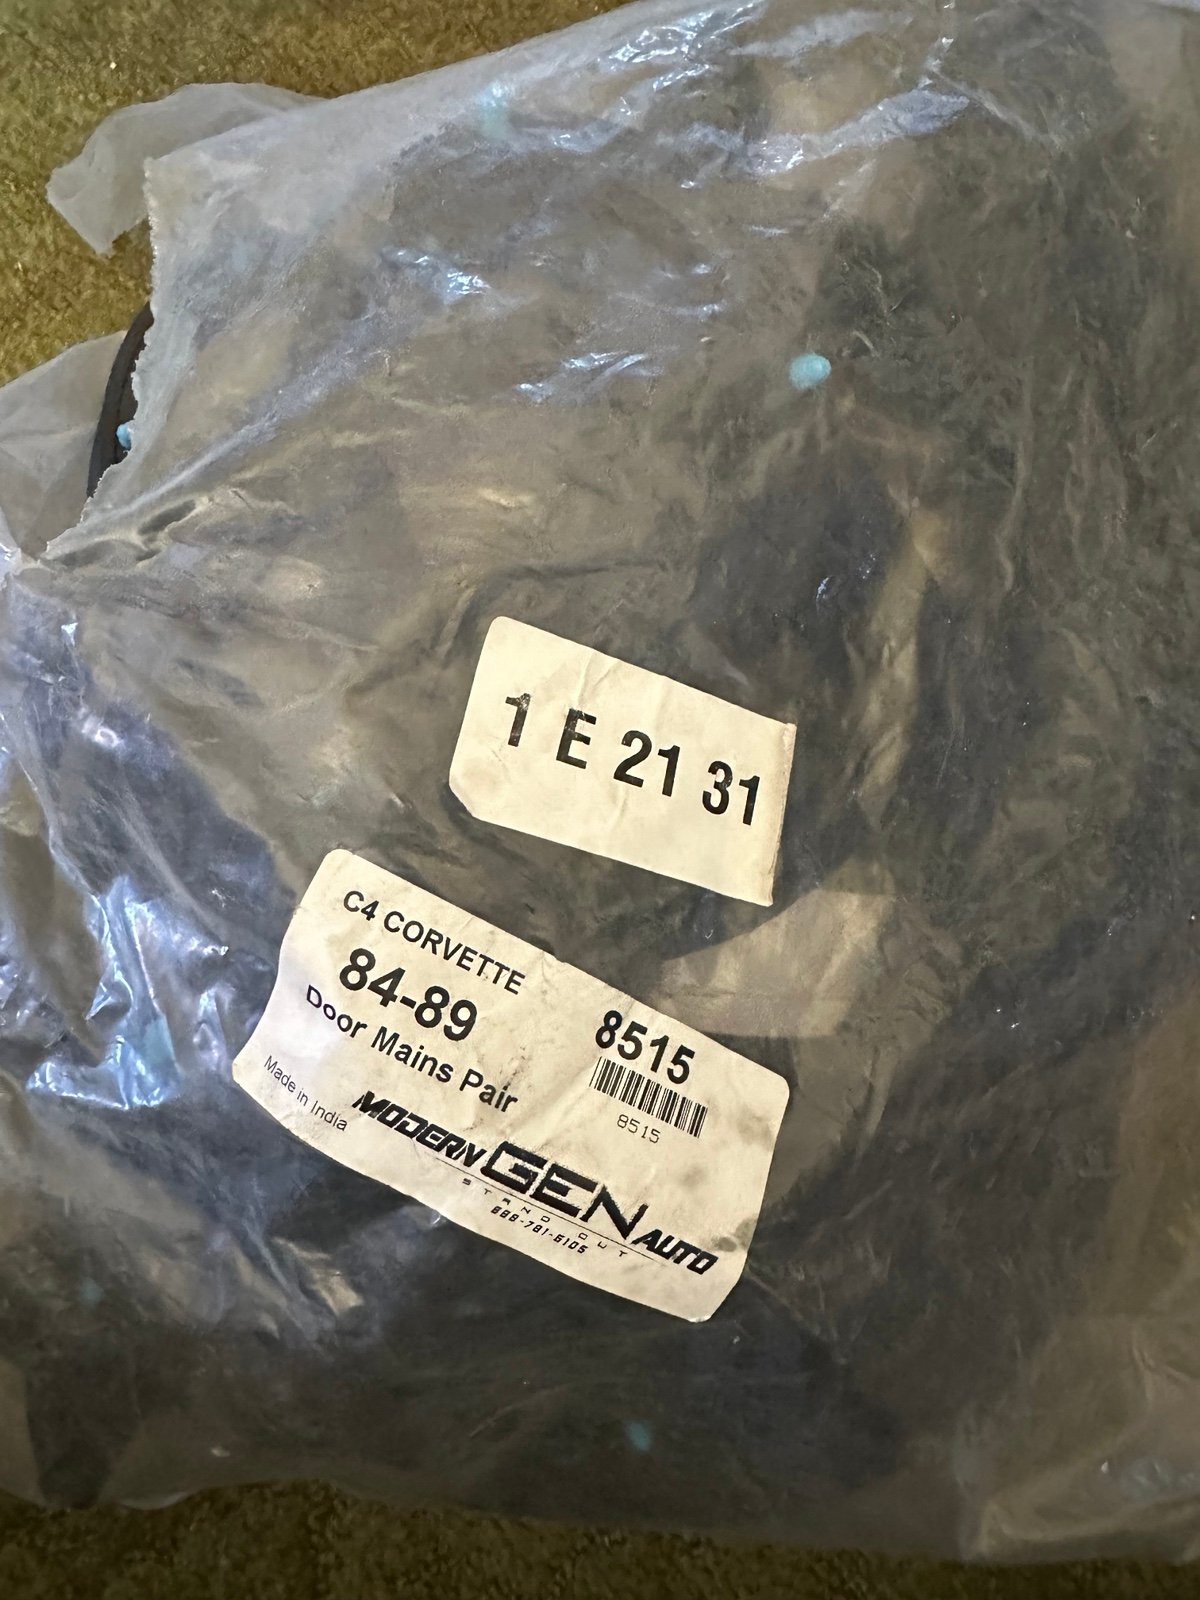 1 E 21 31
C4 CORVETTE
84-89
Door Mains Pair
8515
8515
Made in India
MODERN GEN AUTO
STAND OUT
888-781-6105